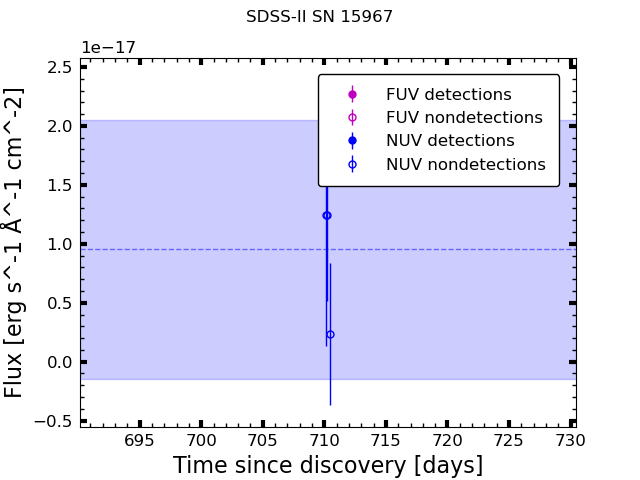 SDSS-II SN 15967
1e−17
2.5
2.0
1.5
1.0
0.5
0.0
−0.5
Flux [erg s^-1 Å^-1 cm^-2]
FUV detections
FUV nondetections
NUV detections
NUV nondetections
695 700 705 710 715 720 725 730
Time since discovery [days]